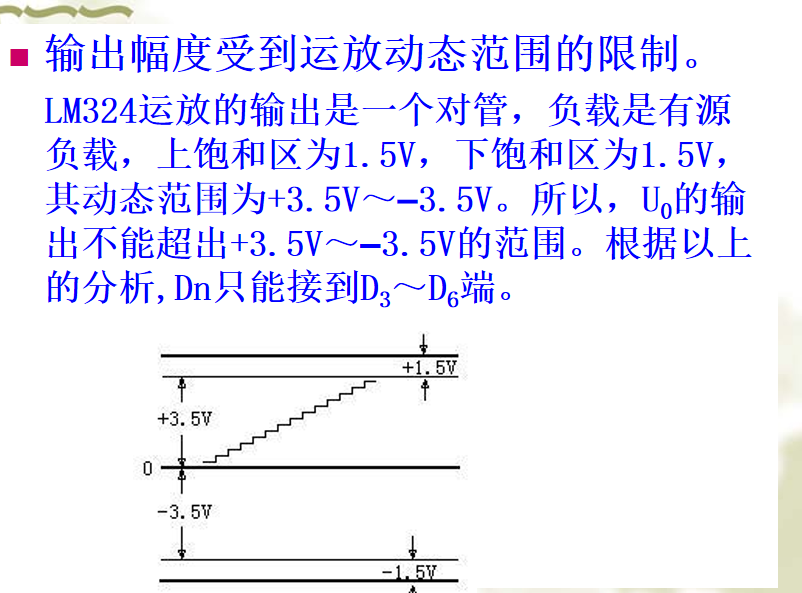 输出幅度受到运放动态范围的限制。
LM324运放的输出是一个对管，负载是有源
负载，上饱和区为1.5V，下饱和区为1.5V，
其动态范围为+3.5V～–3.5V。所以，U₀的输
出不能超出+3.5V～–3.5V的范围。根据以上
的分析,Dn只能接到D₃～D₆端。
+1.5V
+3.5V
0
-3.5V
-1.5V